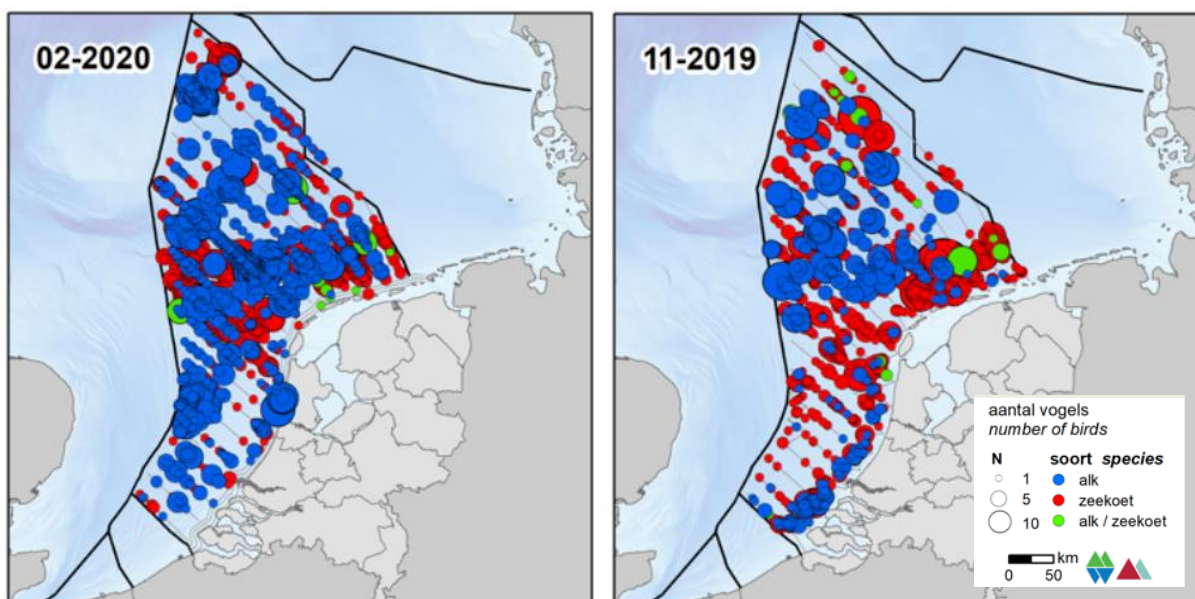 02-2020
11-2019
aantal vogels
number of birds
N soort species
1 alk
5 zeekoet
10 alk / zeekoet
km
0 50